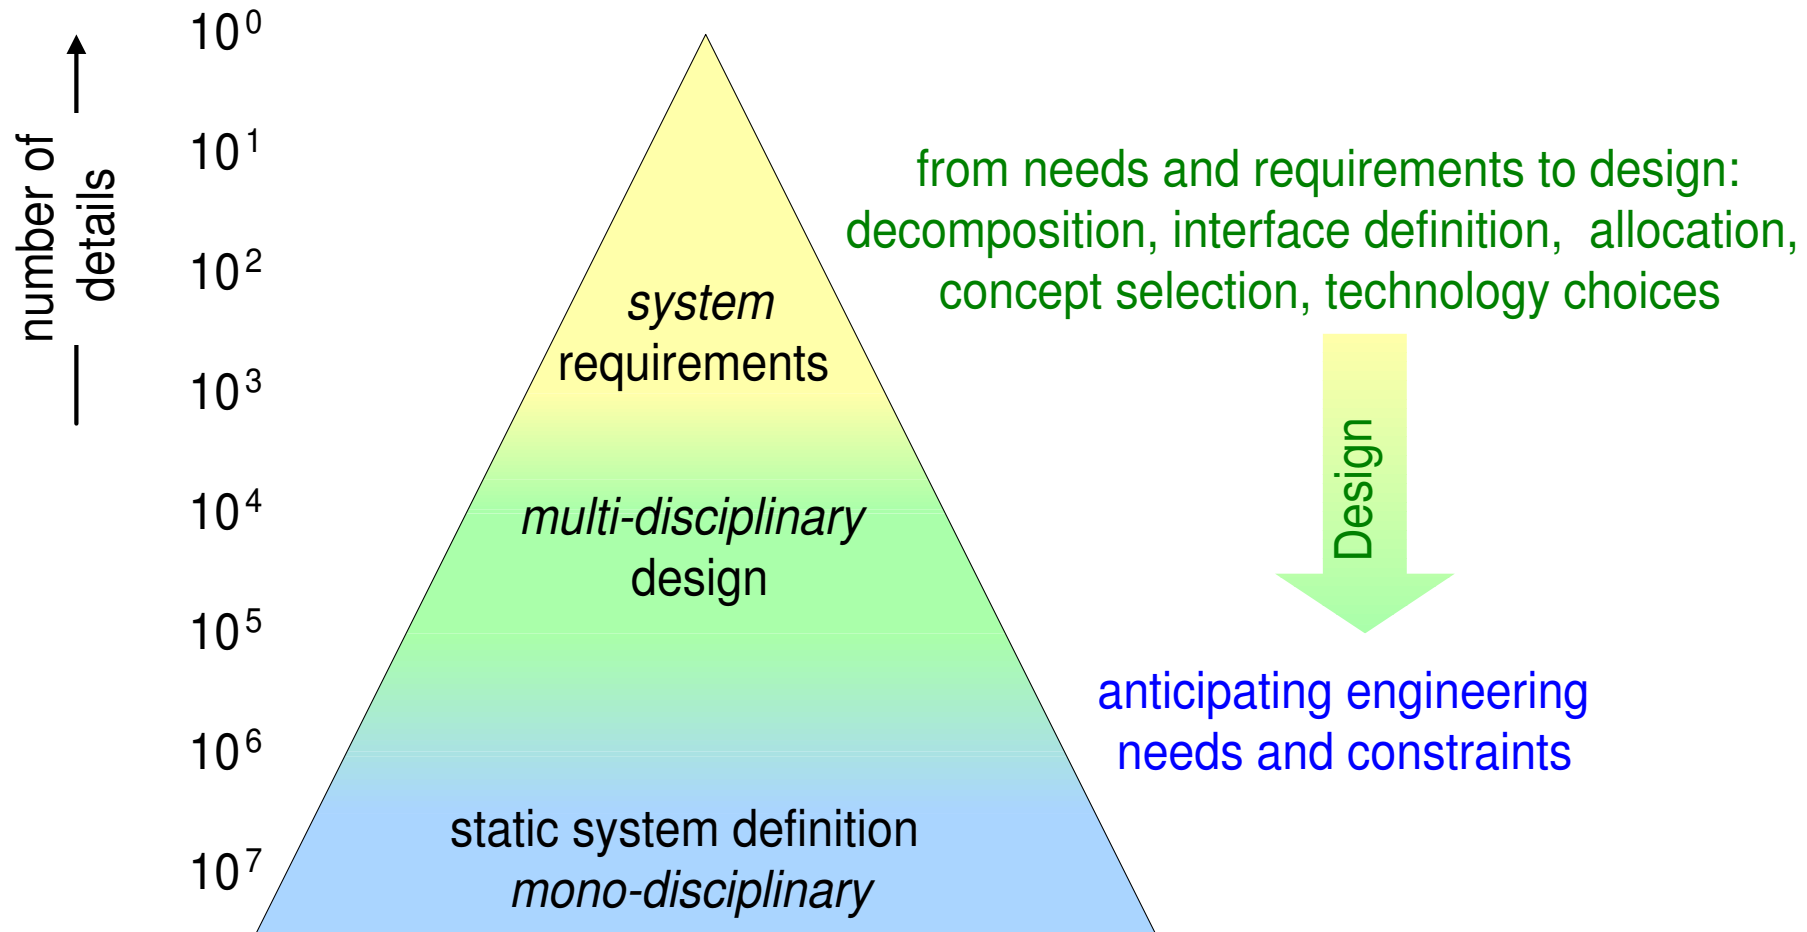 number of
details
10⁰
10¹
10²
10³
10⁴
10⁵
10⁶
10⁷
system
requirements
multi-disciplinary
design
static system definition
mono-disciplinary
from needs and requirements to design:
decomposition, interface definition, allocation,
concept selection, technology choices
Design
anticipating engineering
needs and constraints